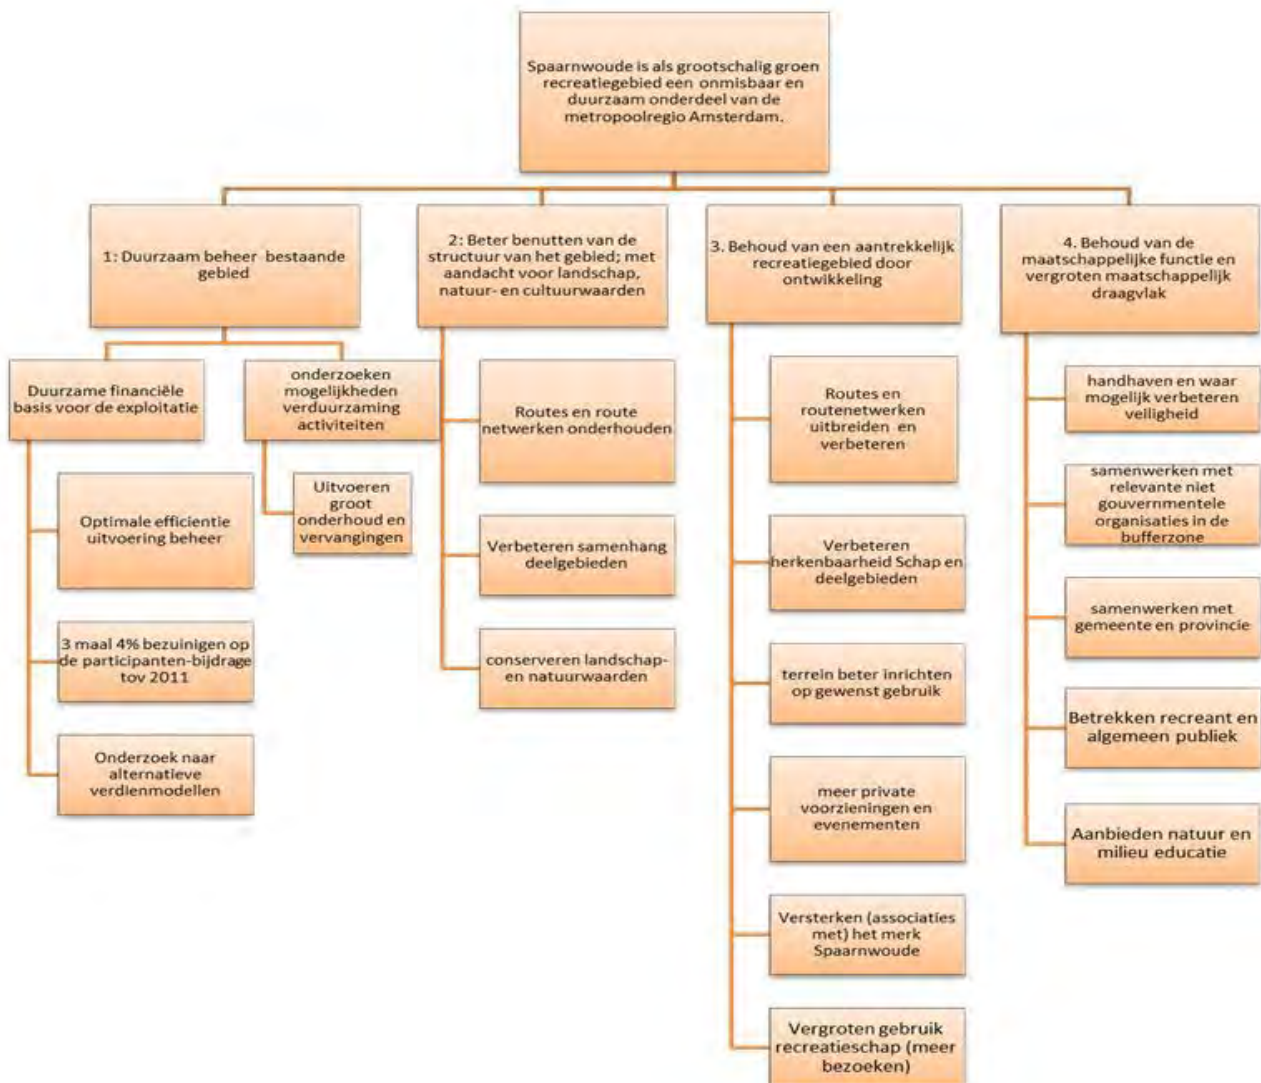 Spaarnwoude is als grootschalig groen
recreatiegebied een onmisbaar en
duurzaam onderdeel van de
metropoolregio Amsterdam.
1: Duurzaam beheer bestaande
gebied
2: Beter benutten van de
structuur van het gebied; met
aandacht voor landschap,
natuur- en cultuurwaarden
3. Behoud van een aantrekkelijk
recreatiegebied door
ontwikkeling
4. Behoud van de
maatschappelijke functie en
vergroten maatschappelijk
draagvlak
Duurzame financiële
basis voor de exploitatie
onderzoeken
mogelijkheden
verduurzaming
activiteiten
Optimale efficientie
uitvoering beheer
3 maal 4% bezuinigen op
de participanten-bijdrage
tov 2011
Onderzoek naar
alternatieve
verdienmodellen
Uitvoeren
groot
onderhoud en
vervangingen
Routes en route
netwerken onderhouden
Verbeteren samenhang
deelgebieden
conserveren landschap-
en natuurwaarden
Routes en
routenetwerken
uitbreiden en
verbeteren
Verbeteren
herkenbaarheid Schap en
deelgebieden
terrein beter inrichten
op gewenst gebruik
meer private
voorzieningen en
evenementen
Versterken (associaties
met) het merk
Spaarnwoude
Vergroten gebruik
recreatieschap (meer
bezoeken)
handhaven en waar
mogelijk verbeteren
veiligheid
samenwerken met
relevante niet
gouvernmentele
organisaties in de
bufferzone
samenwerken met
gemeente en provincie
Betrekken recreant en
algemeen publiek
Aanbieden natuur en
milieu educatie